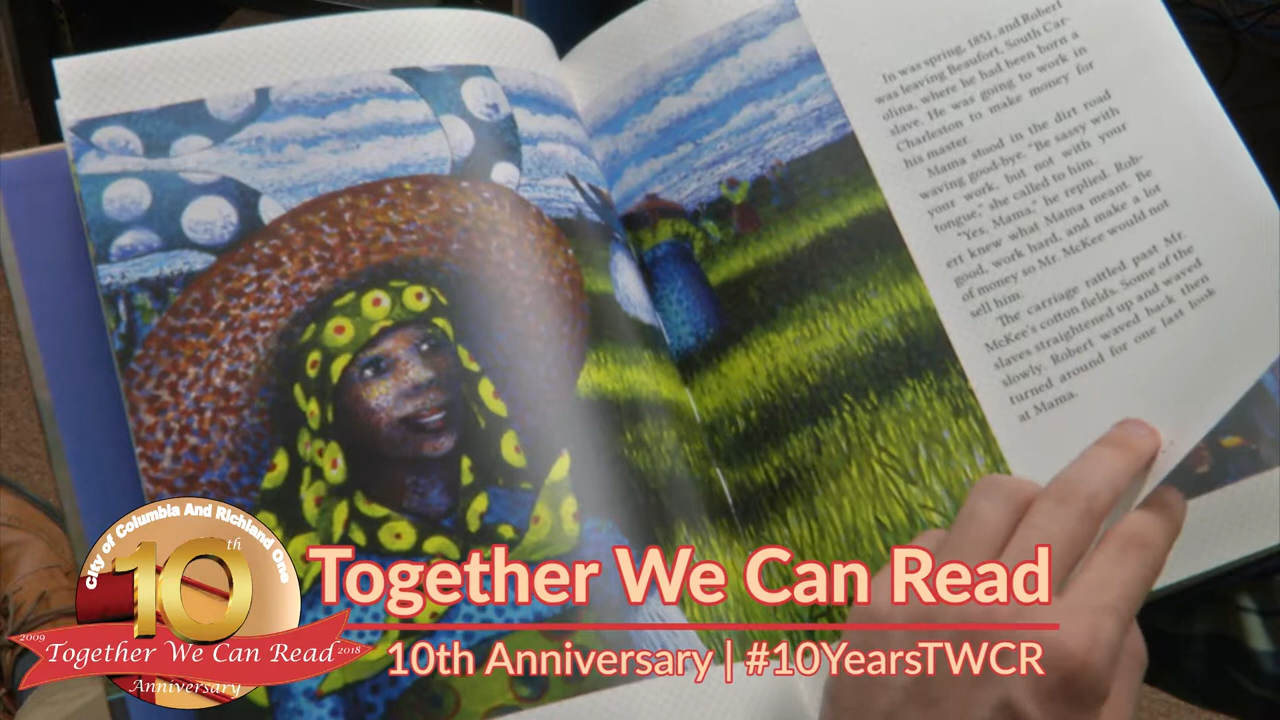 In was spring, 1851, and Robert
was leaving Beaufort, South Car-
olina, where he had been born a
slave. He was going to work in
Charleston to make money for
his master.
Mama stood in the dirt road
waving good-bye. "Be sassy with
your work, but not with your
tongue," she called to him.
"Yes, Mama," he replied. Rob-
ert knew what Mama meant. Be
good, work hard, and make a lot
of money so Mr. McKee would not
sell him.
The carriage rattled past Mr.
McKee's cotton fields. Some of the
slaves straightened up and waved
slowly. Robert waved back then
turned around for one last look
at Mama.
City of Columbia And Richland One
10th
2009 Together We Can Read 2018
Anniversary
Together We Can Read
10th Anniversary | #10YearsTWCR